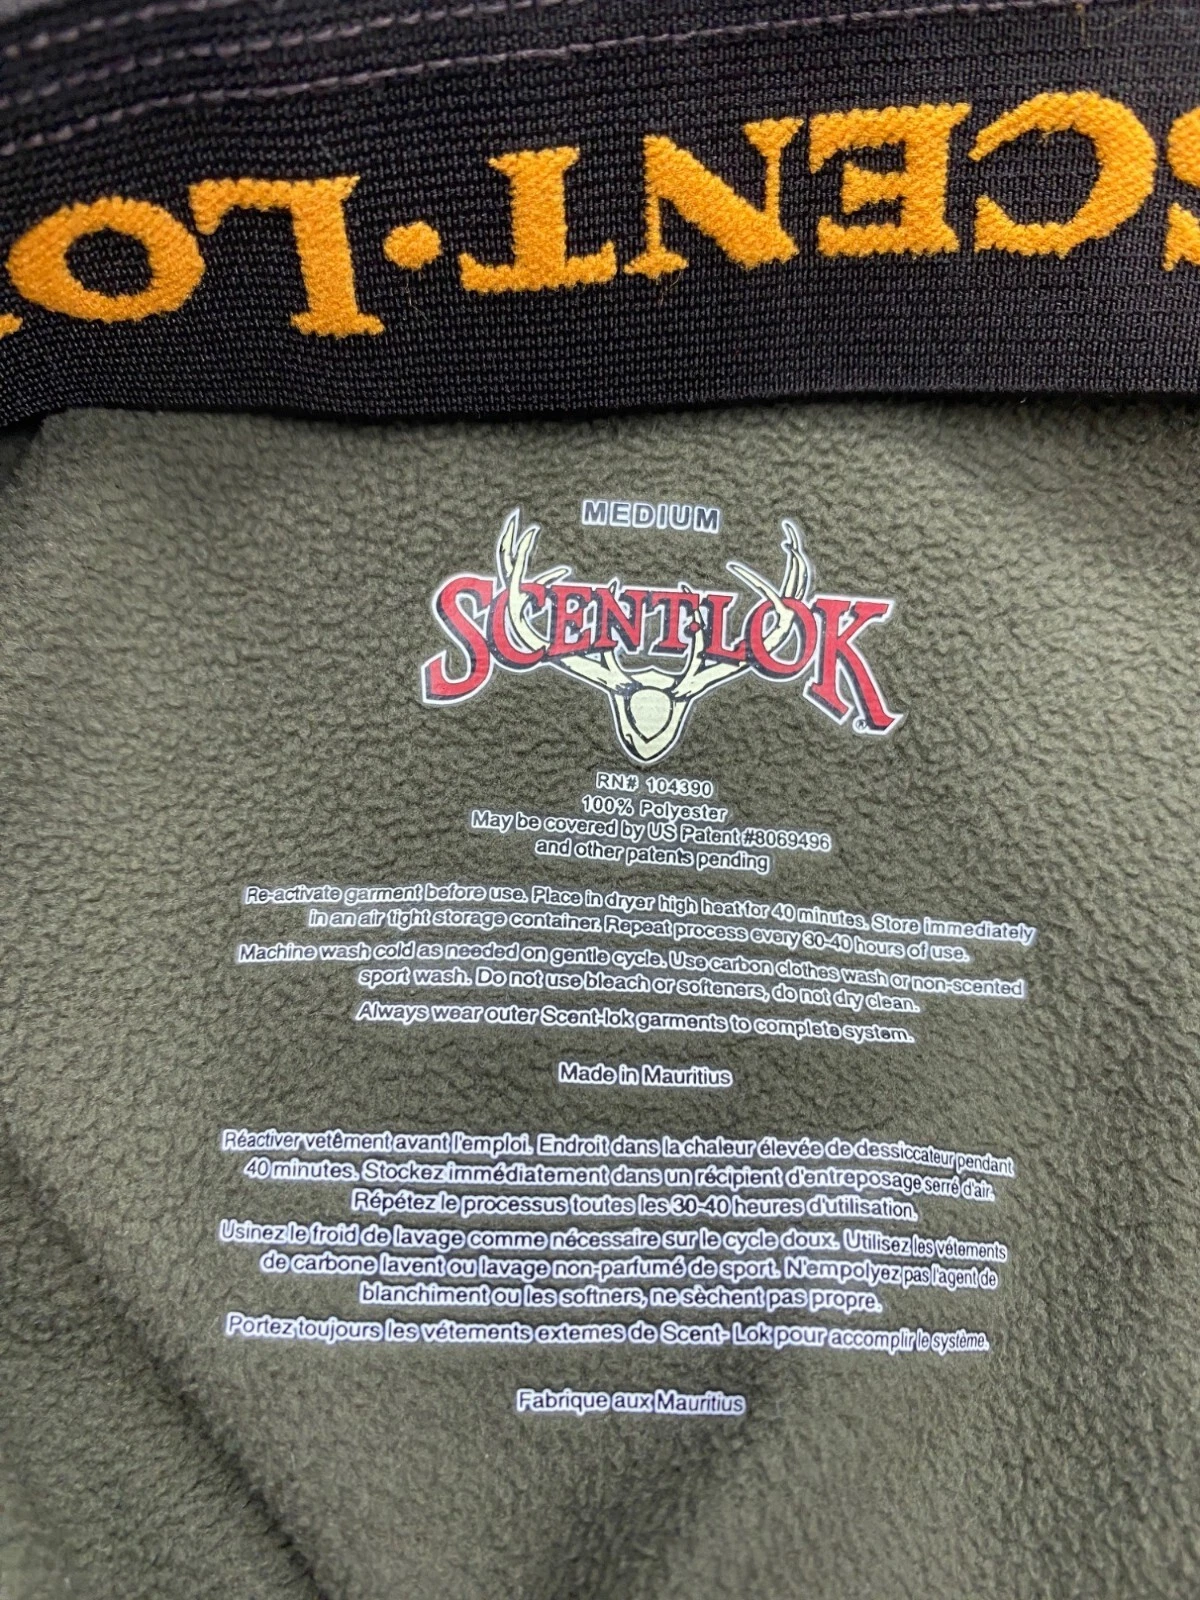 SCENT·LO
MEDIUM
SCENT·LOK
®
RN# 104390
100% Polyester
May be covered by US Patent #8069496
and other patents pending
Re-activate garment before use. Place in dryer high heat for 40 minutes. Store immediately
in an air tight storage container. Repeat process every 30-40 hours of use.
Machine wash cold as needed on gentle cycle. Use carbon clothes wash or non-scented
sport wash. Do not use bleach or softeners, do not dry clean.
Always wear outer Scent-lok garments to complete system.
Made in Mauritius
Réactiver vetêment avant l'emploi. Endroit dans la chaleur élevée de dessiccateur pendant
40 minutes. Stockez immédiatement dans un récipient d'entreposage serré d'air.
Répétez le processus toutes les 30-40 heures d'utilisation.
Usinez le froid de lavage comme nécessaire sur le cycle doux. Utilisez les vétements
de carbone lavent ou lavage non-parfumé de sport. N'empolyez pas l'agent de
blanchiment ou les softners, ne sèchent pas propre.
Portez toujours les vétements externes de Scent- Lok pour accomplir le système.
Fabrique aux Mauritius